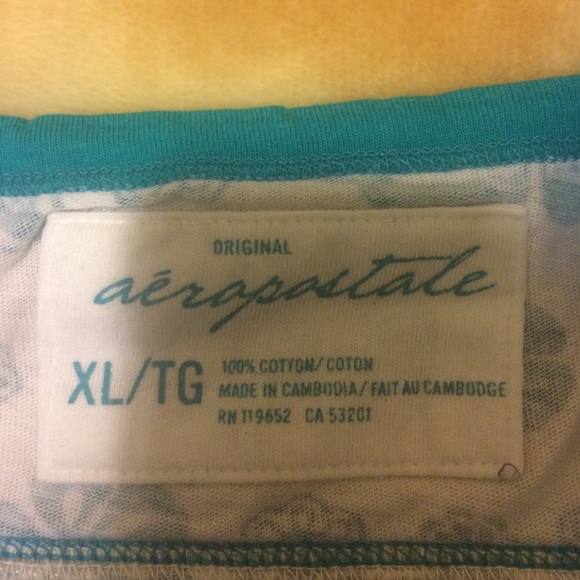 ORIGINAL
aéropostale
XL/TG
100% COTTON/COTON
MADE IN CAMBODIA/FAIT AU CAMBODGE
RN 119652 CA 53201